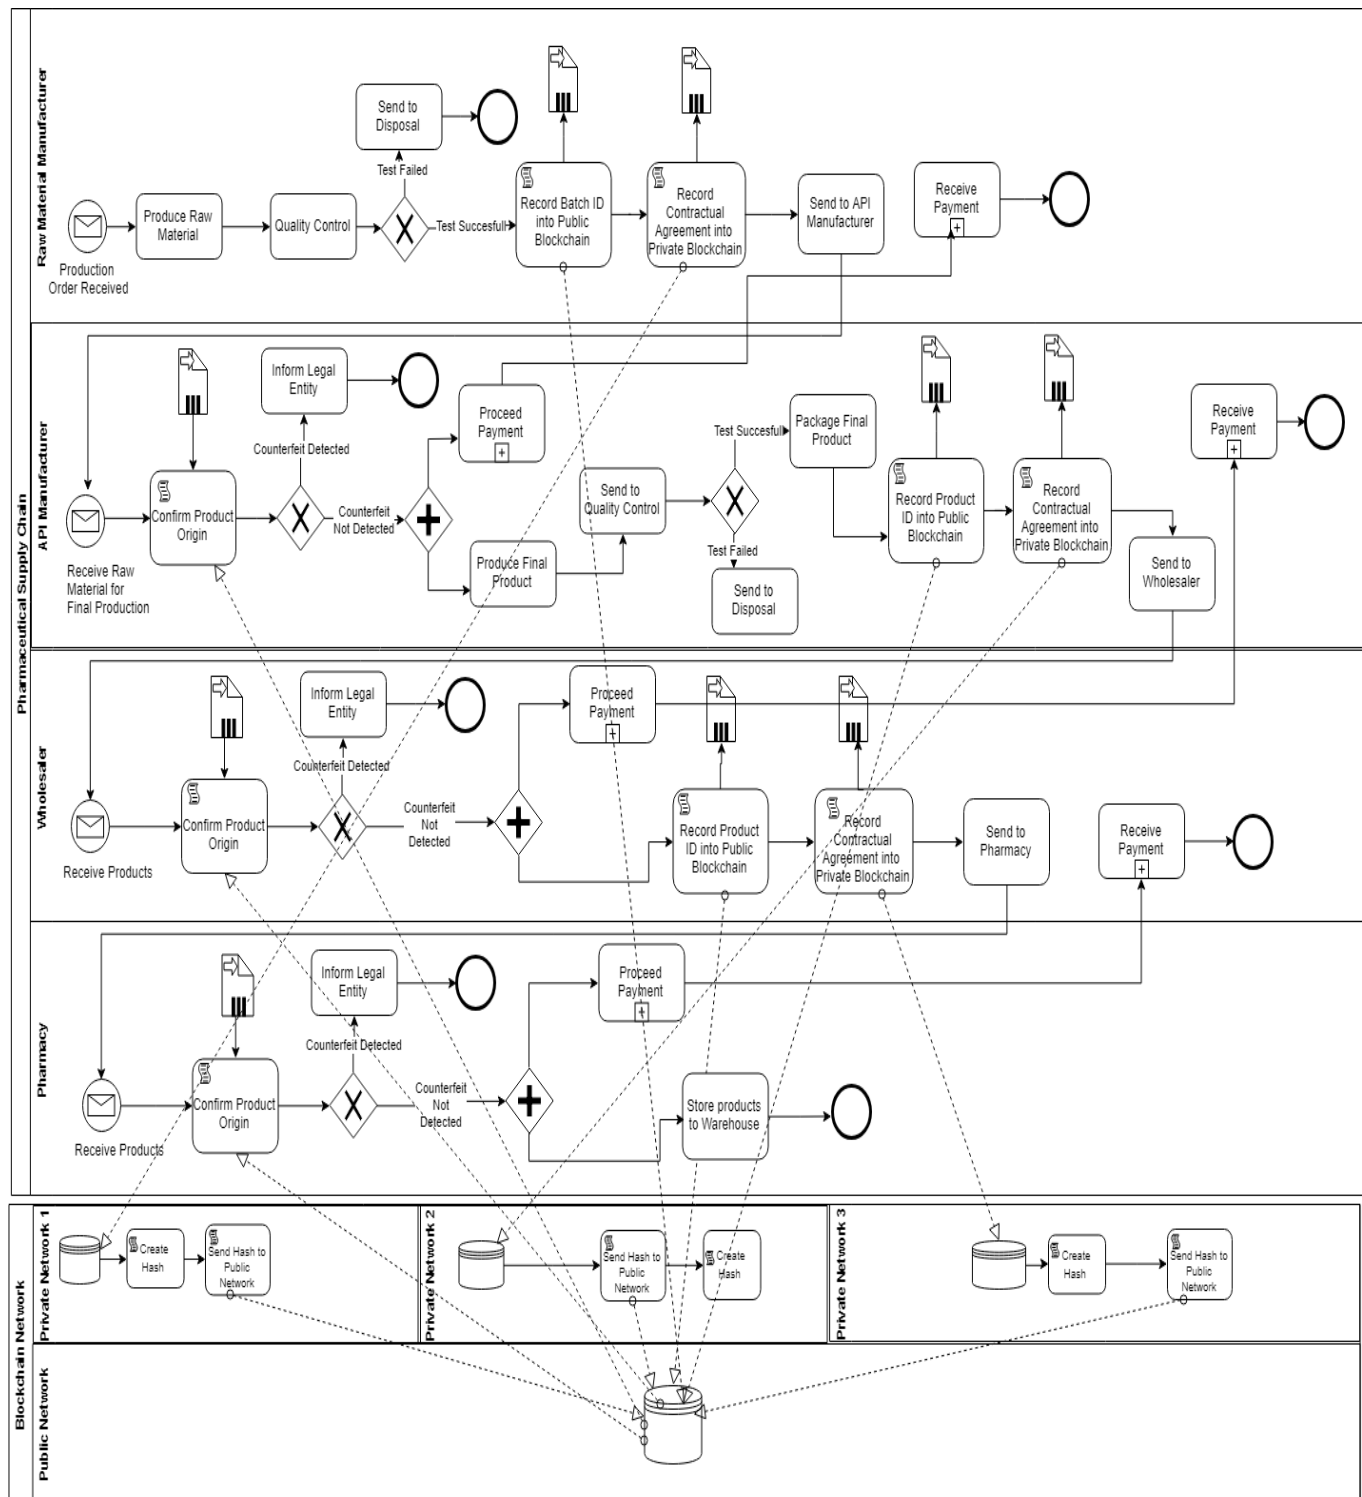 Pharmaceutical Supply Chain
Raw Material Manufacturer
Production
Order Received
Produce Raw
Material
Quality Control
Send to
Disposal
Test Failed
Test Succesfull
Record Batch ID
into Public
Blockchain
Record
Contractual
Agreement into
Private Blockchain
Send to API
Manufacturer
Receive
Payment
API Manufacturer
Receive Raw
Material for
Final Production
Confirm Product
Origin
Inform Legal
Entity
Counterfeit Detected
Counterfeit
Not Detected
Proceed
Payment
Produce Final
Product
Send to
Quality Control
Test Succesfull
Test Failed
Send to
Disposal
Package Final
Product
Record Product
ID into Public
Blockchain
Record
Contractual
Agreement into
Private Blockchain
Send to
Wholesaler
Receive
Payment
Wholesaler
Receive Products
Confirm Product
Origin
Inform Legal
Entity
Counterfeit Detected
Counterfeit
Not
Detected
Proceed
Payment
Record Product
ID into Public
Blockchain
Record
Contractual
Agreement into
Private Blockchain
Send to
Pharmacy
Receive
Payment
Pharmacy
Receive Products
Confirm Product
Origin
Inform Legal
Entity
Counterfeit Detected
Counterfeit
Not
Detected
Proceed
Payment
Store products
to Warehouse
Blockchain Network
Private Network 1
Create
Hash
Send Hash to
Public
Network
Private Network 2
Send Hash to
Public
Network
Create
Hash
Private Network 3
Create
Hash
Send Hash to
Public
Network
Public Network